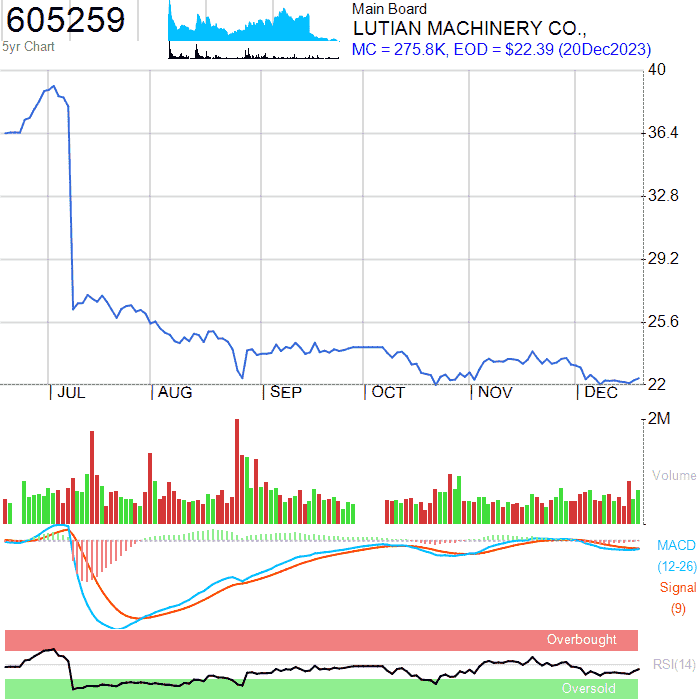 605259
5yr Chart
Main Board
LUTIAN MACHINERY CO.,
MC = 275.8K, EOD = $22.39 (20Dec2023)
40
36.4
32.8
29.2
25.6
22
JUL AUG SEP OCT NOV DEC
2M
Volume
MACD
(12-26)
Signal
(9)
Overbought
RSI(14)
Oversold